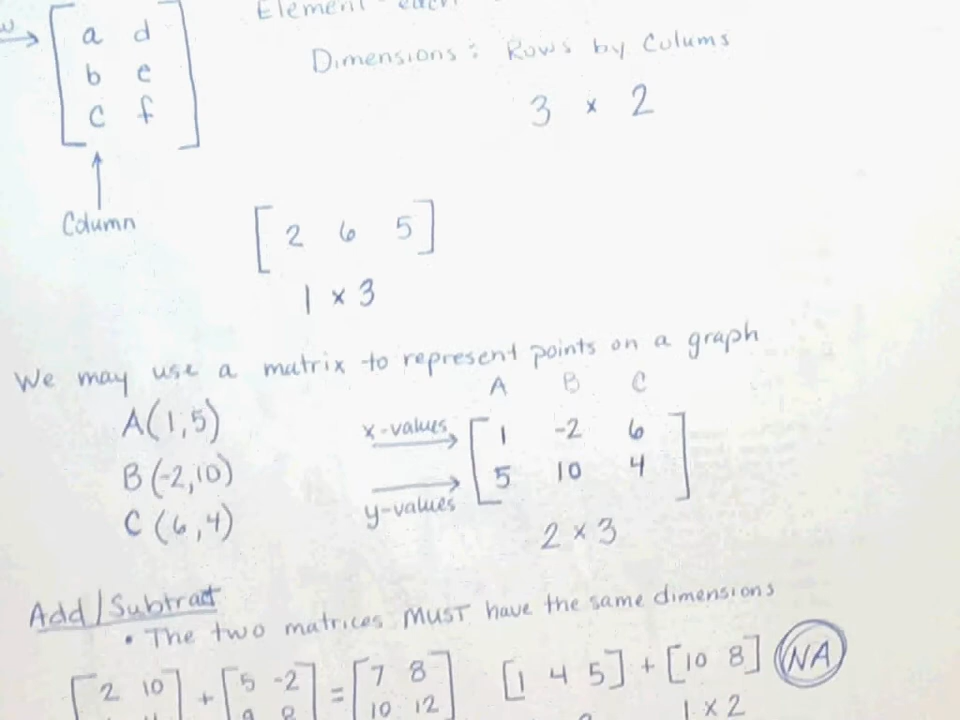 Element each
a d
b e
c f
Dimensions: Rows by Colums
3 x 2
Column
[2 6 5]
1 x 3
We may use a matrix to represent points on a graph
A B C
A(1,5)
B(-2,10)
C(6,4)
x-values
1 -2 6
5 10 4
y-values
2 x 3
Add/Subtract
• The two matrices MUST have the same dimensions
[2 10] + [5 -2] = [7 8] [1 4 5] + [10 8] NA
10 12
1 x 2